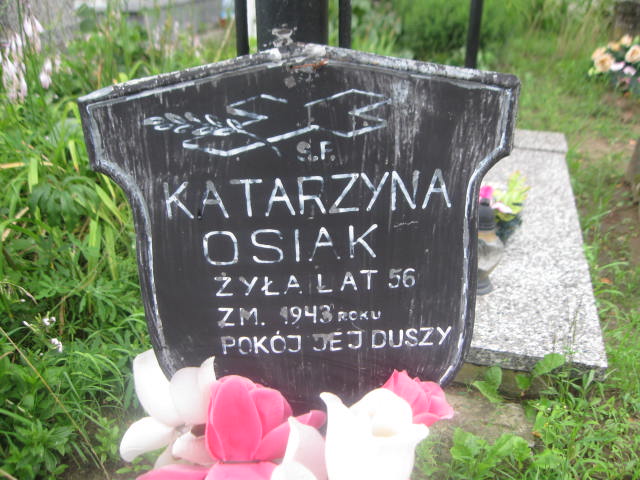 S.P.
KATARZYNA
OSIAK
ŻYŁA LAT 56
ZM. 1943 ROKU
POKÓJ JEJ DUSZY